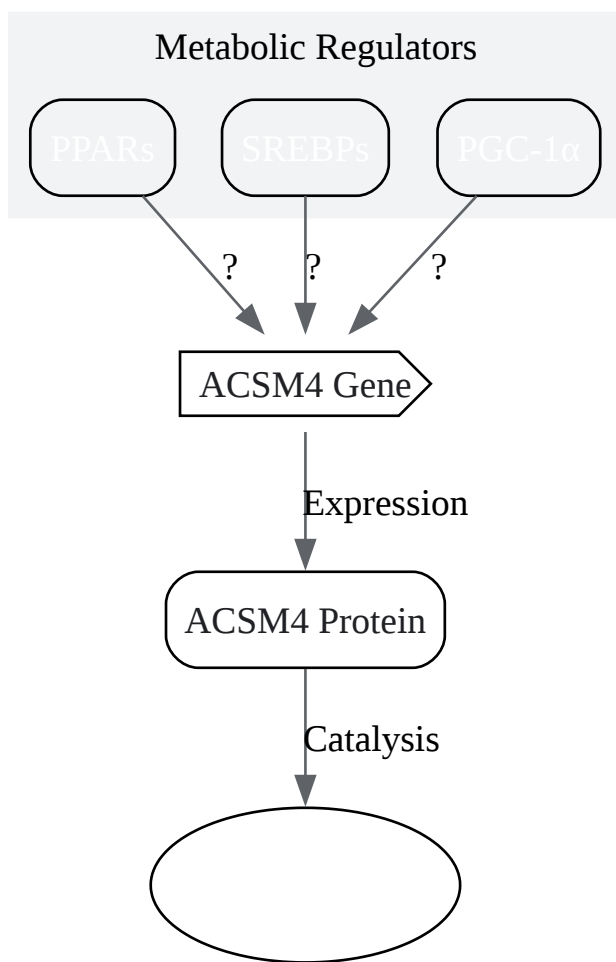 Metabolic Regulators
PPARs
SREBPs
PGC-1α
?
?
?
ACSM4 Gene
Expression
ACSM4 Protein
Catalysis